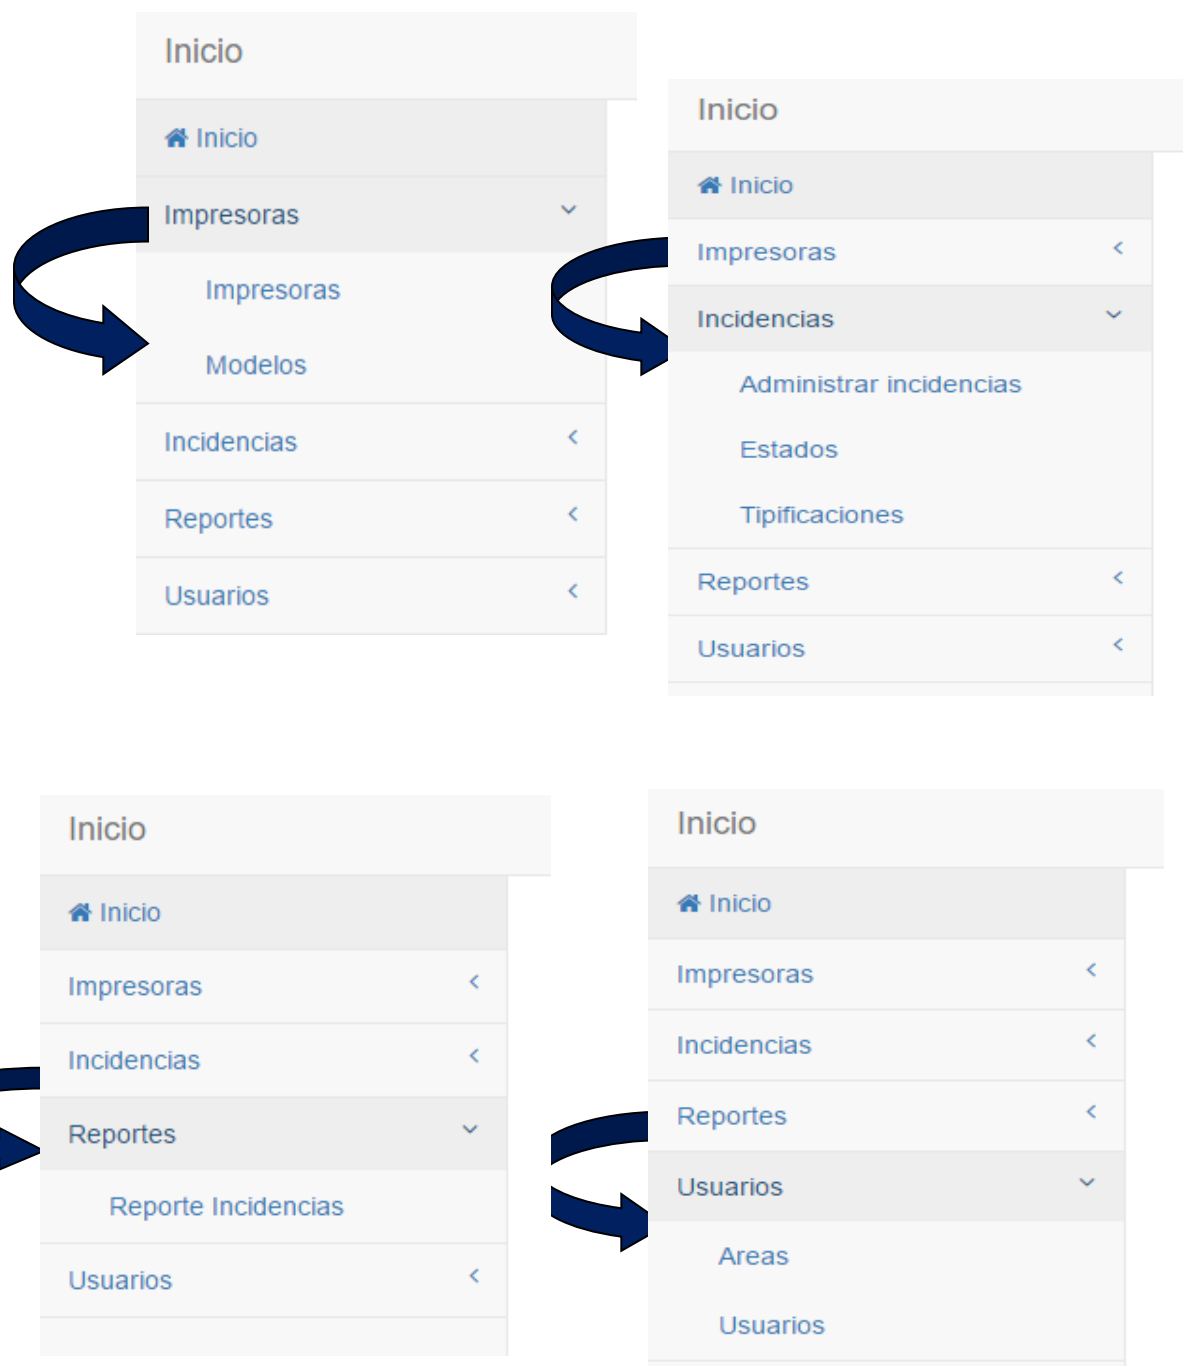 Inicio
Inicio
Impresoras
Impresoras
Modelos
Incidencias
Reportes
Usuarios
Inicio
Inicio
Impresoras
Incidencias
Administrar incidencias
Estados
Tipificaciones
Reportes
Usuarios
Inicio
Inicio
Impresoras
Incidencias
Reportes
Reporte Incidencias
Usuarios
Inicio
Inicio
Impresoras
Incidencias
Reportes
Usuarios
Areas
Usuarios